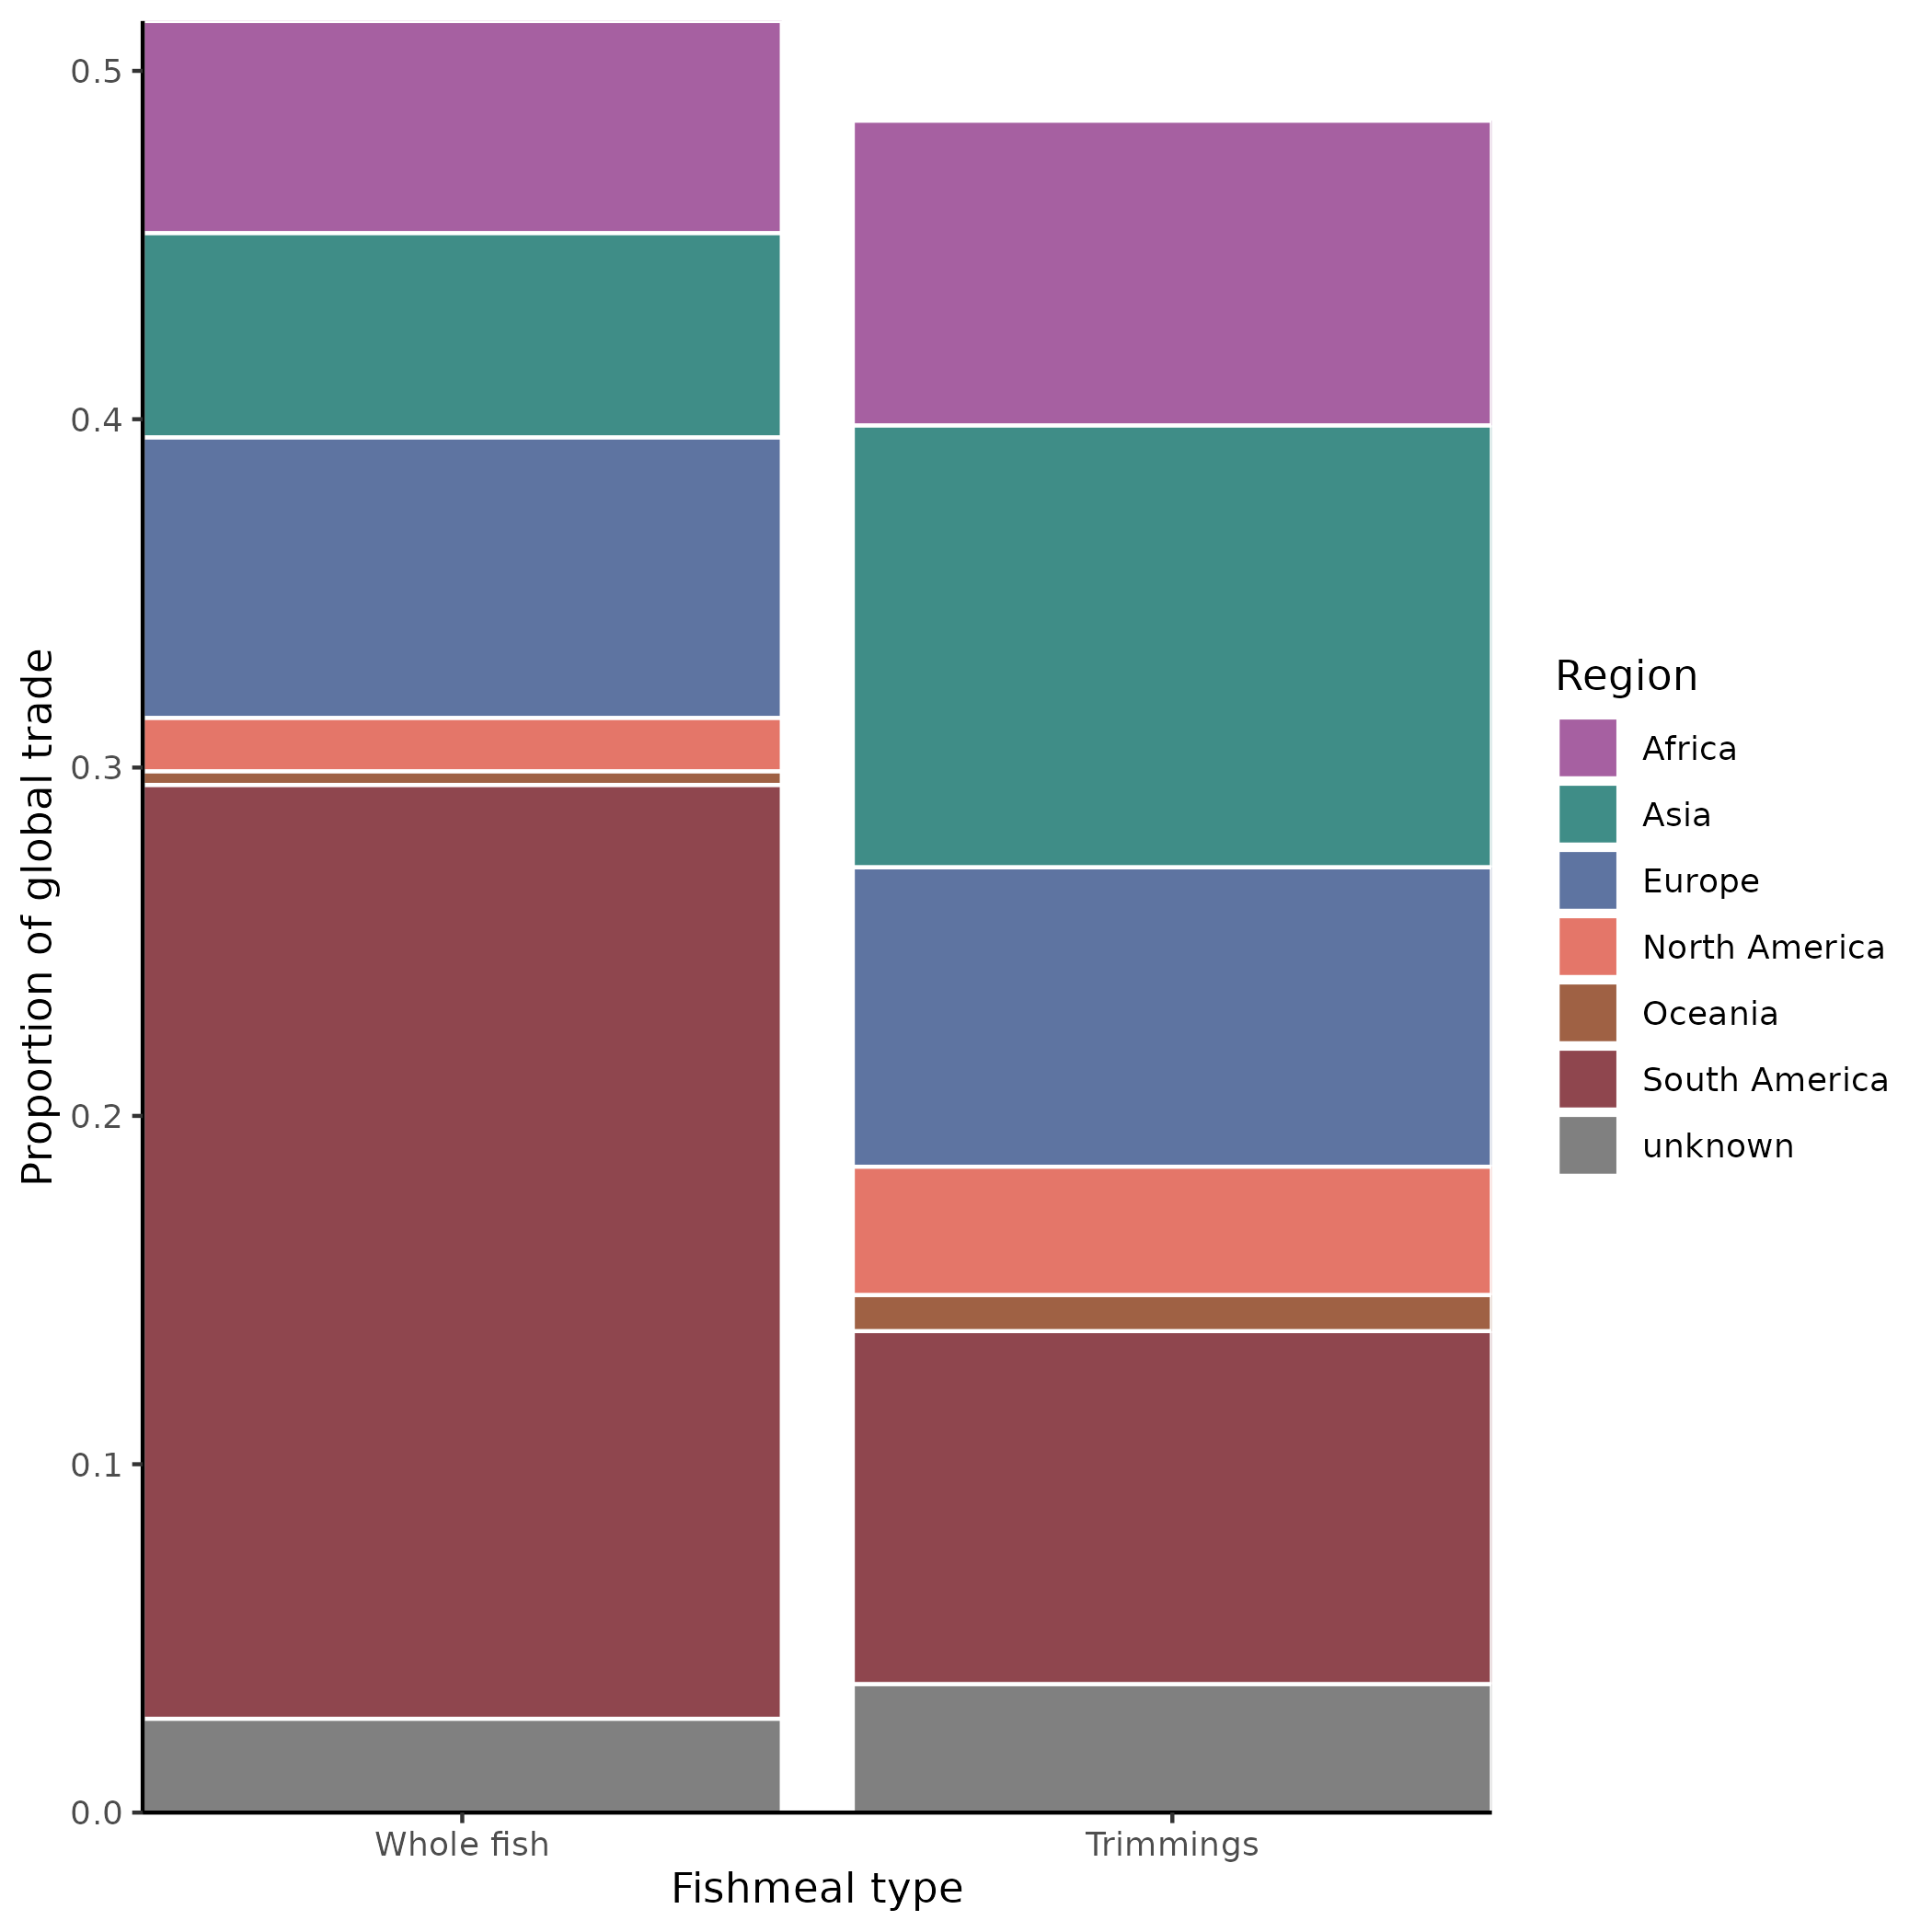 Proportion of global trade
0.5
0.4
0.3
0.2
0.1
0.0
Whole fish
Trimmings
Fishmeal type
Region
Africa
Asia
Europe
North America
Oceania
South America
unknown